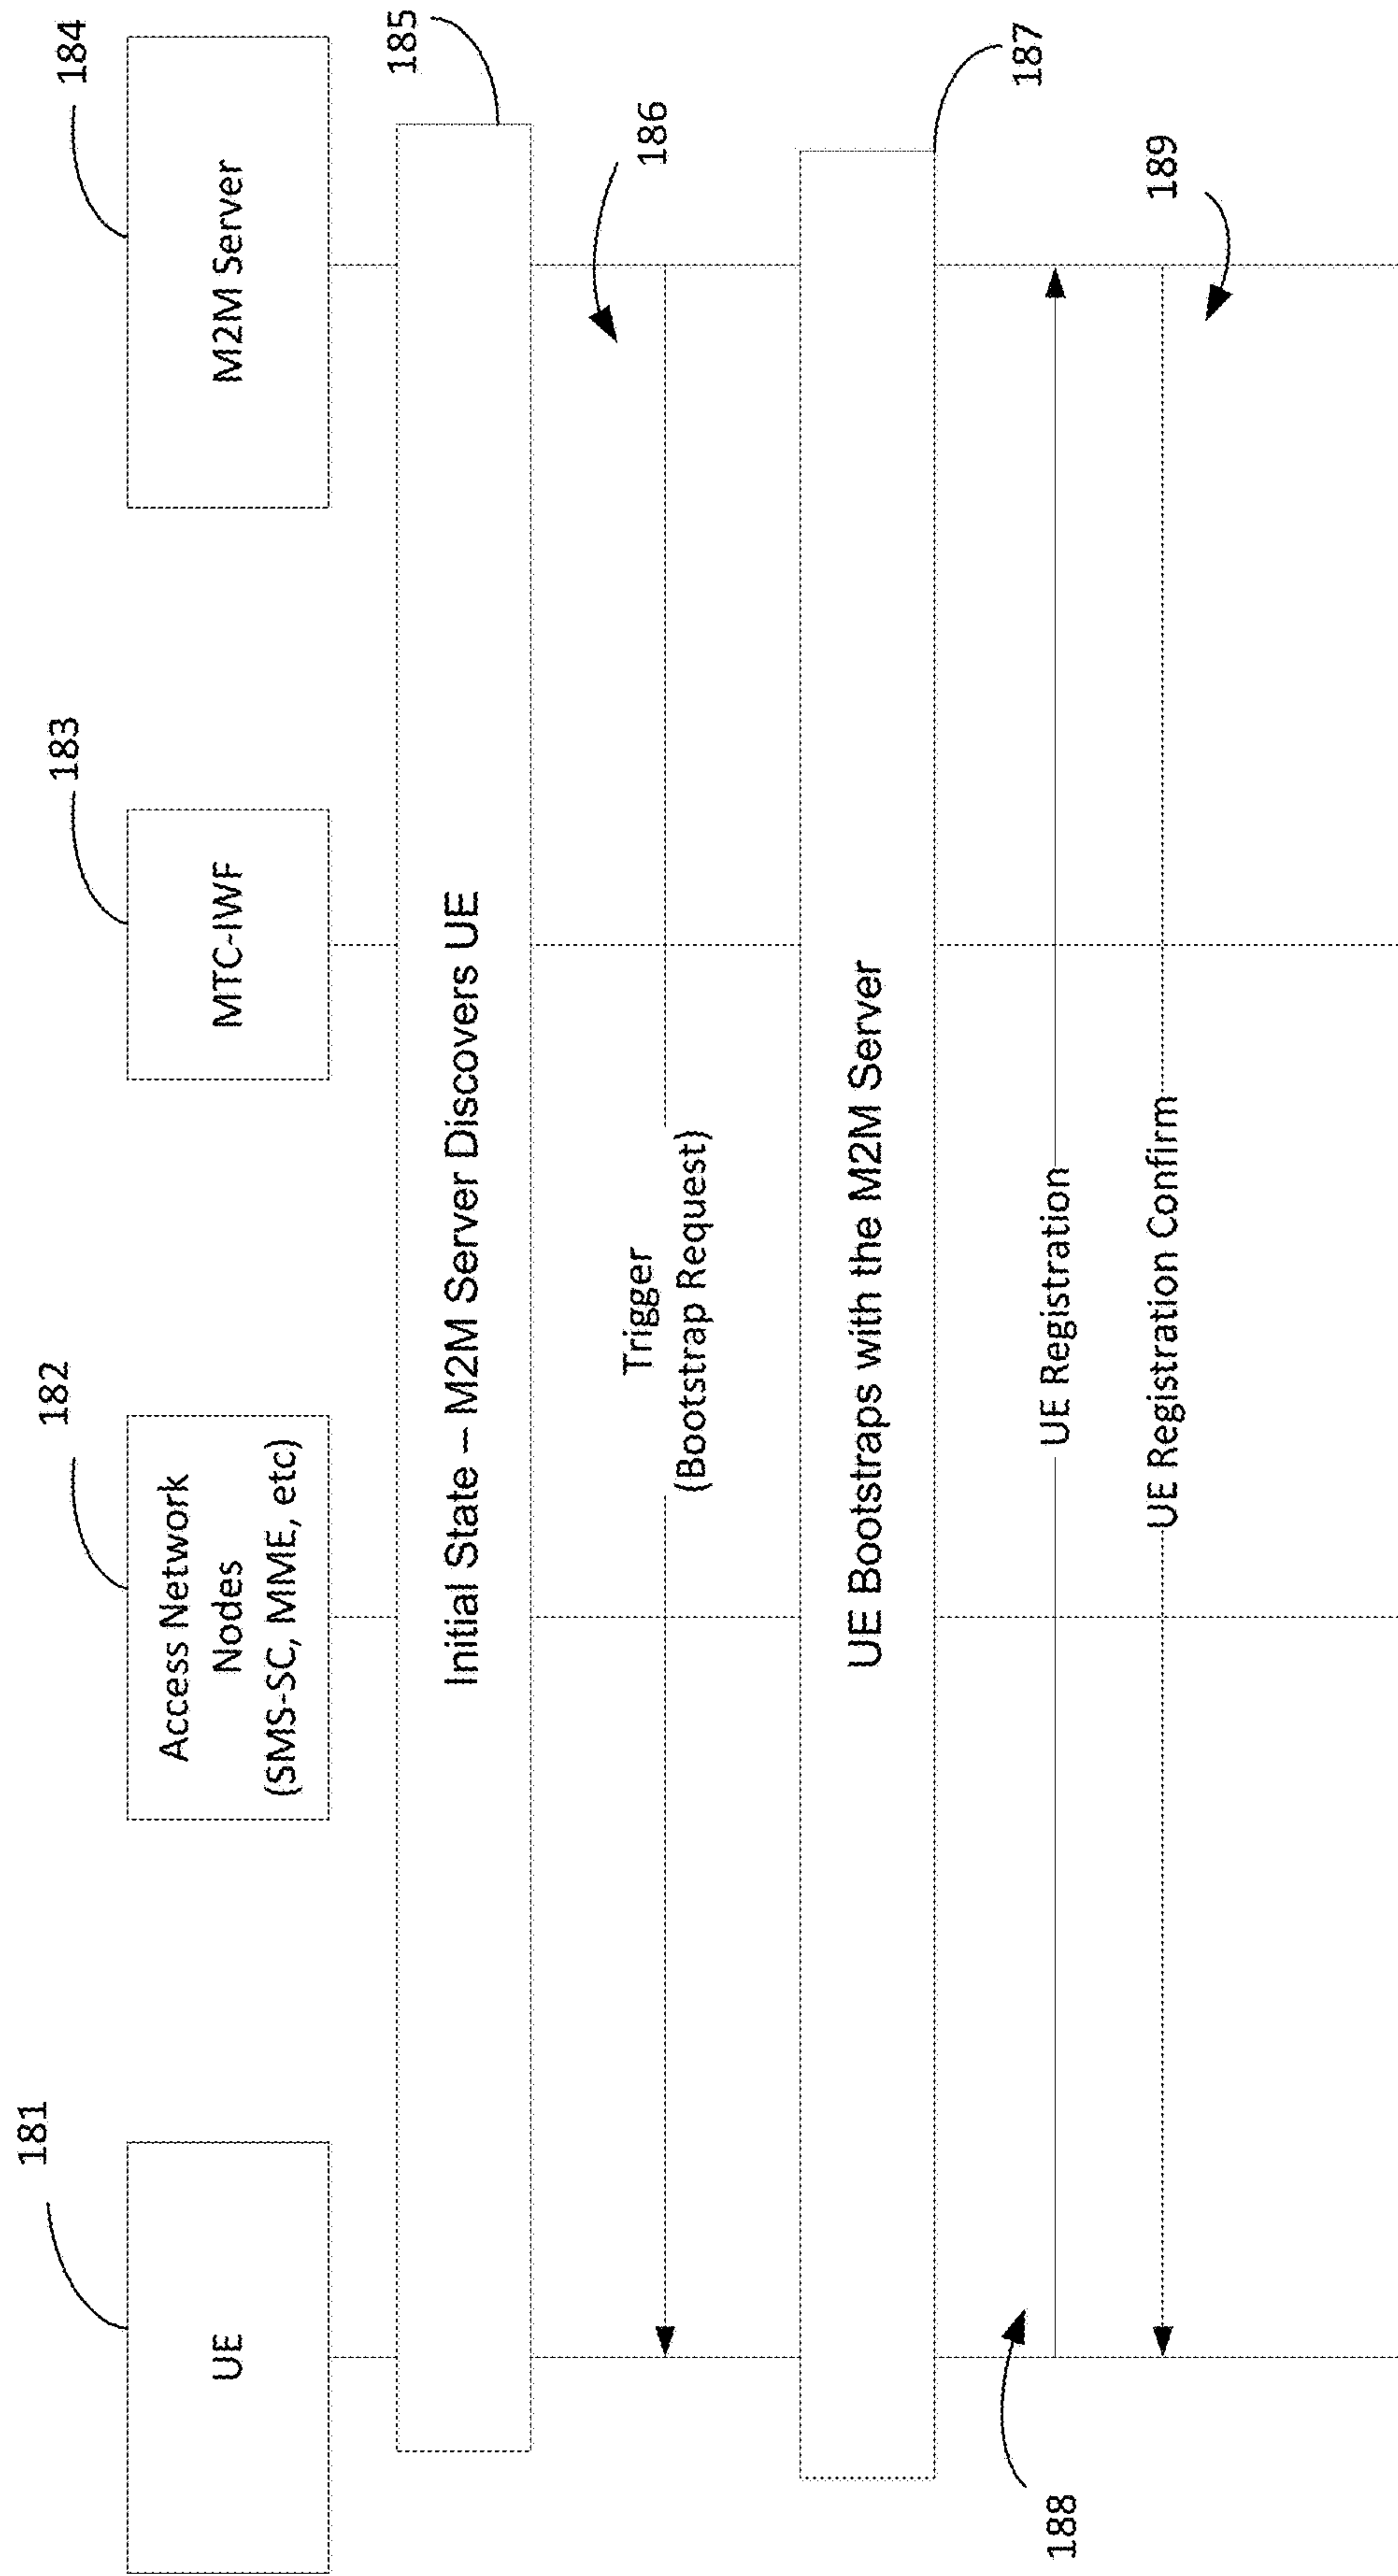 181
182
183
184
UE
Access Network
Nodes
(SMS-SC, MME, etc)
MTC-IWF
M2M Server
185
Initial State – M2M Server Discovers UE
186
Trigger
(Bootstrap Request)
187
UE Bootstraps with the M2M Server
188
UE Registration
189
UE Registration Confirm